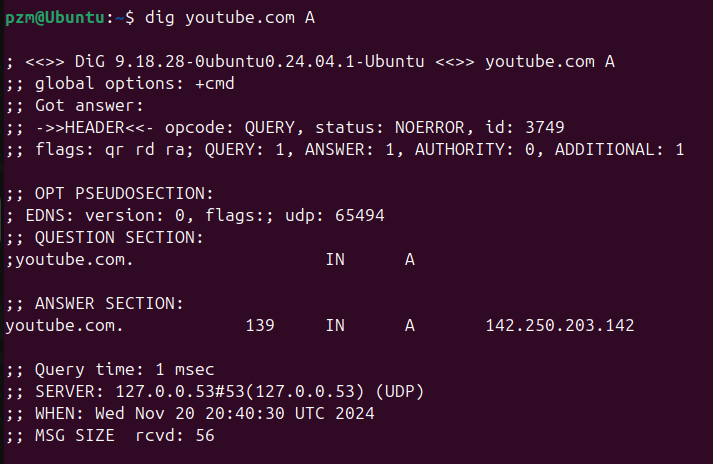 pzm@Ubuntu:~$ dig youtube.com A
; <<>> DiG 9.18.28-0ubuntu0.24.04.1-Ubuntu <<>> youtube.com A
;; global options: +cmd
;; Got answer:
;; ->>HEADER<<- opcode: QUERY, status: NOERROR, id: 3749
;; flags: qr rd ra; QUERY: 1, ANSWER: 1, AUTHORITY: 0, ADDITIONAL: 1
;; OPT PSEUDOSECTION:
; EDNS: version: 0, flags:; udp: 65494
;; QUESTION SECTION:
;youtube.com. IN A
;; ANSWER SECTION:
youtube.com. 139 IN A 142.250.203.142
;; Query time: 1 msec
;; SERVER: 127.0.0.53#53(127.0.0.53) (UDP)
;; WHEN: Wed Nov 20 20:40:30 UTC 2024
;; MSG SIZE  rcvd: 56